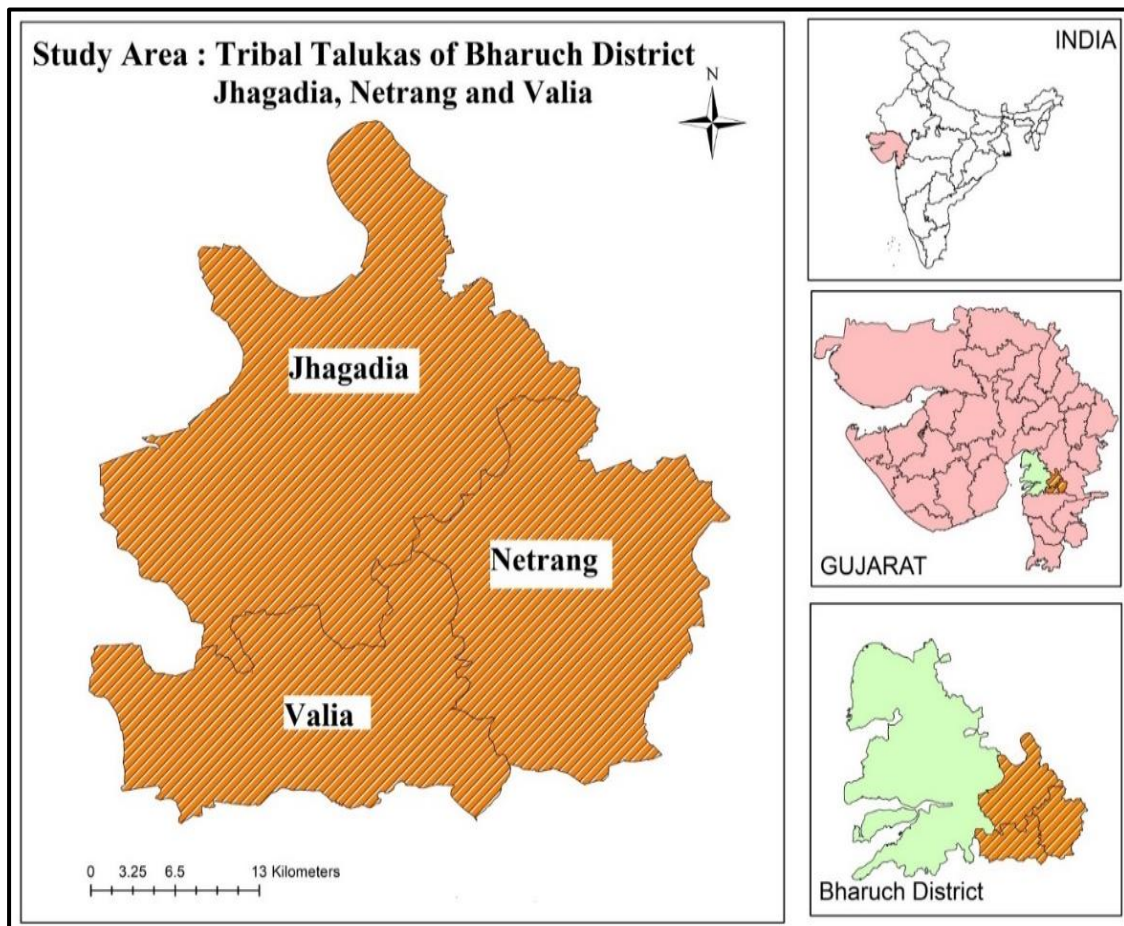 Study Area : Tribal Talukas of Bharuch District
Jhagadia, Netrang and Valia
N
Jhagadia
Netrang
Valia
0 3.25 6.5 13 Kilometers
INDIA
GUJARAT
Bharuch District